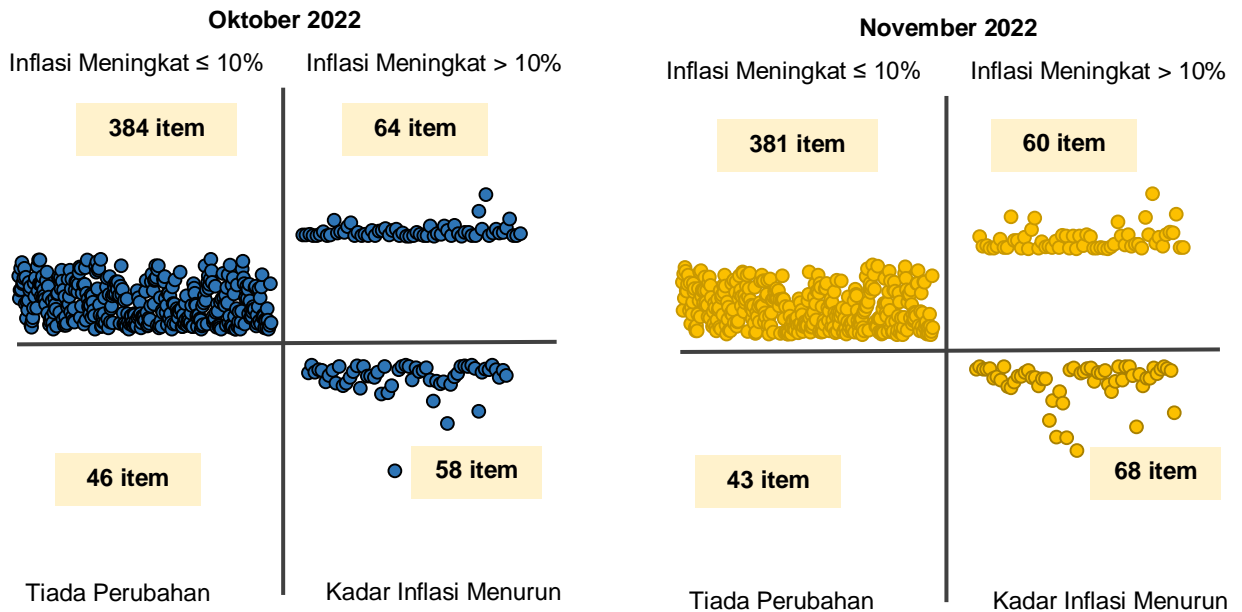 Oktober 2022
Inflasi Meningkat ≤ 10%
Inflasi Meningkat > 10%
384 item
64 item
46 item
58 item
Tiada Perubahan
Kadar Inflasi Menurun
November 2022
Inflasi Meningkat ≤ 10%
Inflasi Meningkat > 10%
381 item
60 item
43 item
68 item
Tiada Perubahan
Kadar Inflasi Menurun